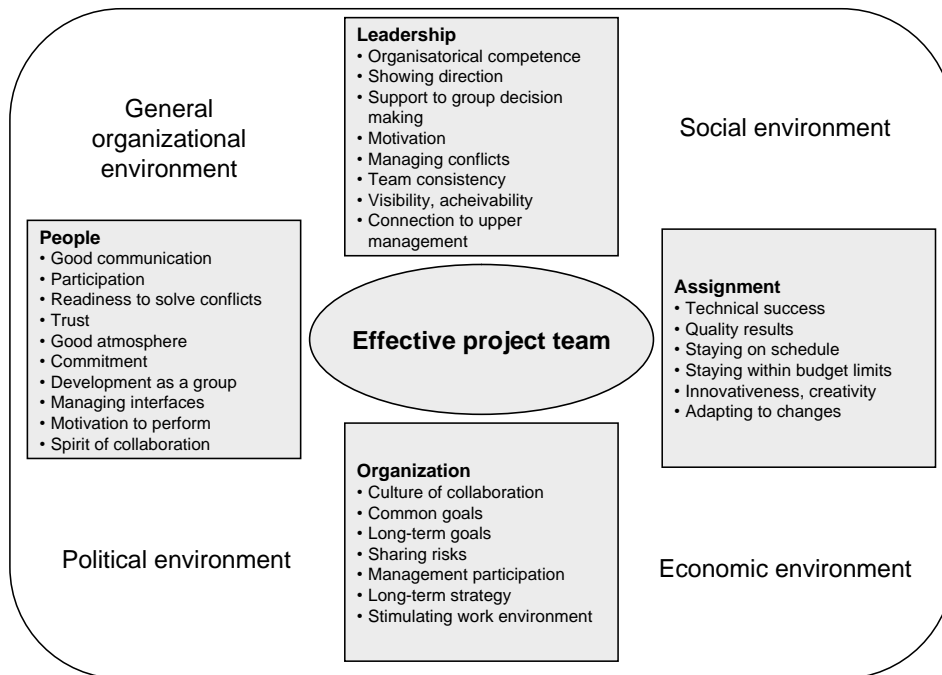 Leadership
• Organisatorical competence
• Showing direction
• Support to group decision
making
• Motivation
• Managing conflicts
• Team consistency
• Visibility, acheivability
• Connection to upper
management
General
organizational
environment
Social environment
People
• Good communication
• Participation
• Readiness to solve conflicts
• Trust
• Good atmosphere
• Commitment
• Development as a group
• Managing interfaces
• Motivation to perform
• Spirit of collaboration
Effective project team
Assignment
• Technical success
• Quality results
• Staying on schedule
• Staying within budget limits
• Innovativeness, creativity
• Adapting to changes
Organization
• Culture of collaboration
• Common goals
• Long-term goals
• Sharing risks
• Management participation
• Long-term strategy
• Stimulating work environment
Political environment
Economic environment